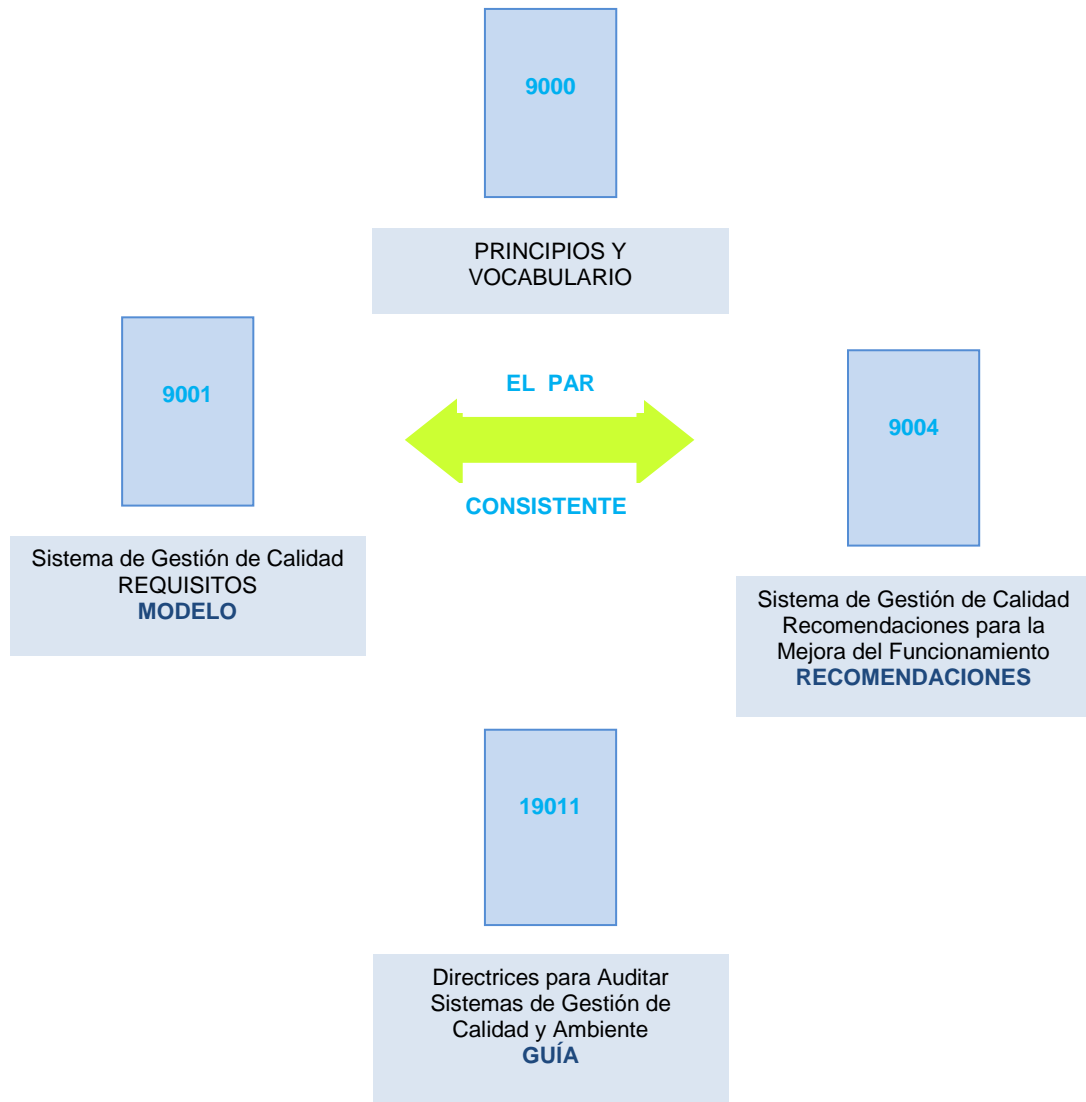 9000
PRINCIPIOS Y
VOCABULARIO
9001
EL PAR
CONSISTENTE
9004
Sistema de Gestión de Calidad
REQUISITOS
MODELO
Sistema de Gestión de Calidad
Recomendaciones para la
Mejora del Funcionamiento
RECOMENDACIONES
19011
Directrices para Auditar
Sistemas de Gestión de
Calidad y Ambiente
GUÍA